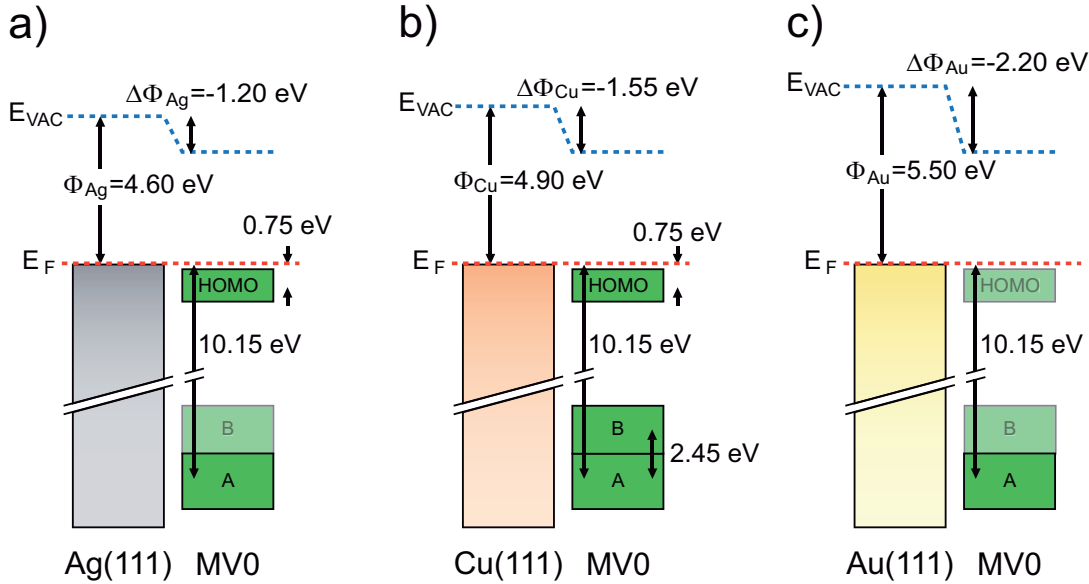 a)
ΔΦAg=-1.20 eV
EVAC
ΦAg=4.60 eV
0.75 eV
EF
HOMO
10.15 eV
B
A
Ag(111) MV0
b)
ΔΦCu=-1.55 eV
EVAC
ΦCu=4.90 eV
0.75 eV
EF
HOMO
10.15 eV
B
2.45 eV
A
Cu(111) MV0
c)
ΔΦAu=-2.20 eV
EVAC
ΦAu=5.50 eV
EF
HOMO
10.15 eV
B
A
Au(111) MV0